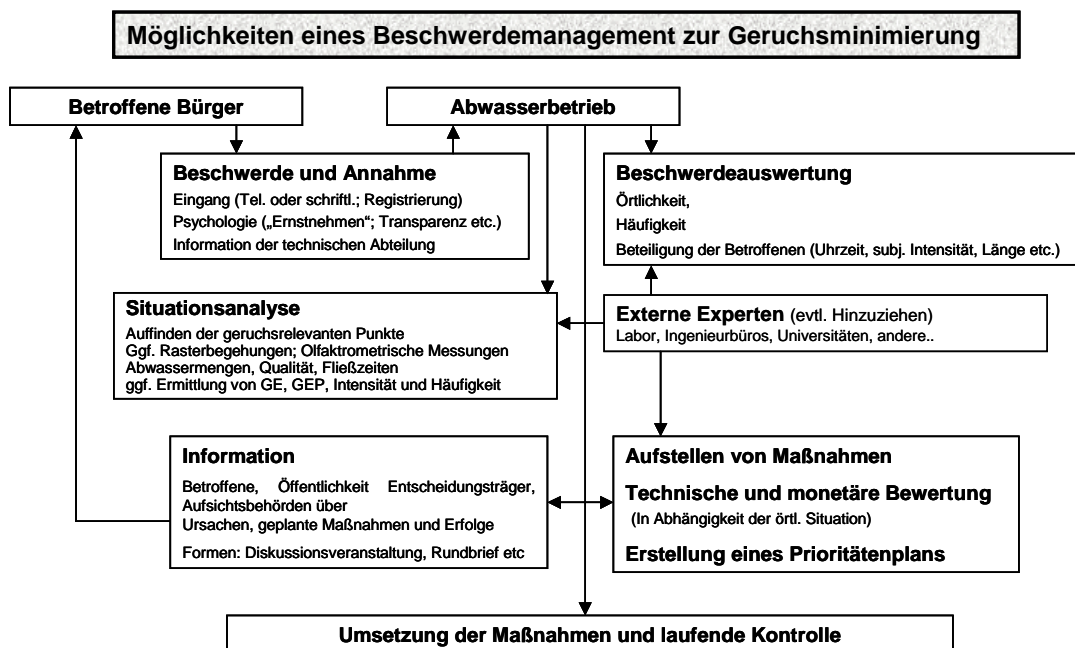 Möglichkeiten eines Beschwerdemanagement zur Geruchsminimierung
Betroffene Bürger
Abwasserbetrieb
Beschwerde und Annahme
Eingang (Tel. oder schriftl.; Registrierung)
Psychologie („Ernstnehmen“; Transparenz etc.)
Information der technischen Abteilung
Beschwerdeauswertung
Örtlichkeit,
Häufigkeit
Beteiligung der Betroffenen (Uhrzeit, subj. Intensität, Länge etc.)
Situationsanalyse
Auffinden der geruchsrelevanten Punkte
Ggf. Rasterbegehungen; Olfaktrometrische Messungen
Abwassermengen, Qualität, Fließzeiten
ggf. Ermittlung von GE, GEP, Intensität und Häufigkeit
Externe Experten (evtl. Hinzuziehen)
Labor, Ingenieurbüros, Universitäten, andere..
Information
Betroffene, Öffentlichkeit Entscheidungsträger,
Aufsichtsbehörden über
Ursachen, geplante Maßnahmen und Erfolge
Formen: Diskussionsveranstaltung, Rundbrief etc
Aufstellen von Maßnahmen
Technische und monetäre Bewertung
(In Abhängigkeit der örtl. Situation)
Erstellung eines Prioritätenplans
Umsetzung der Maßnahmen und laufende Kontrolle